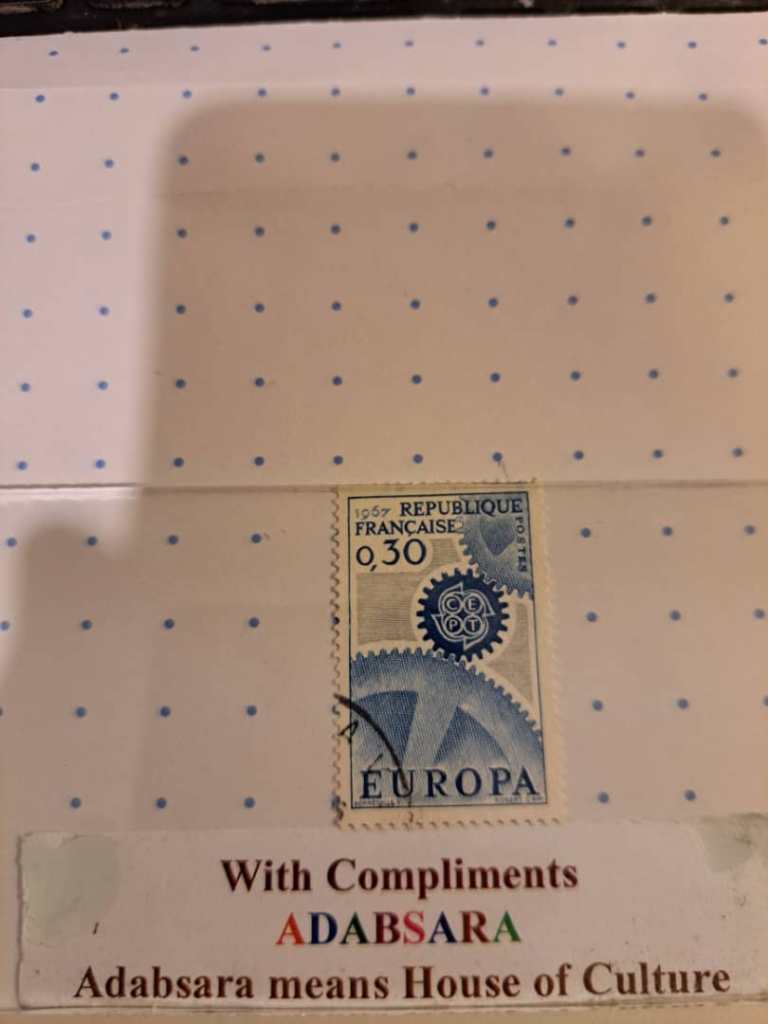 1967 REPUBLIQUE
FRANÇAISE
POSTES
0,30
CEPT
EUROPA
With Compliments
ADABSARA
Adabsara means House of Culture